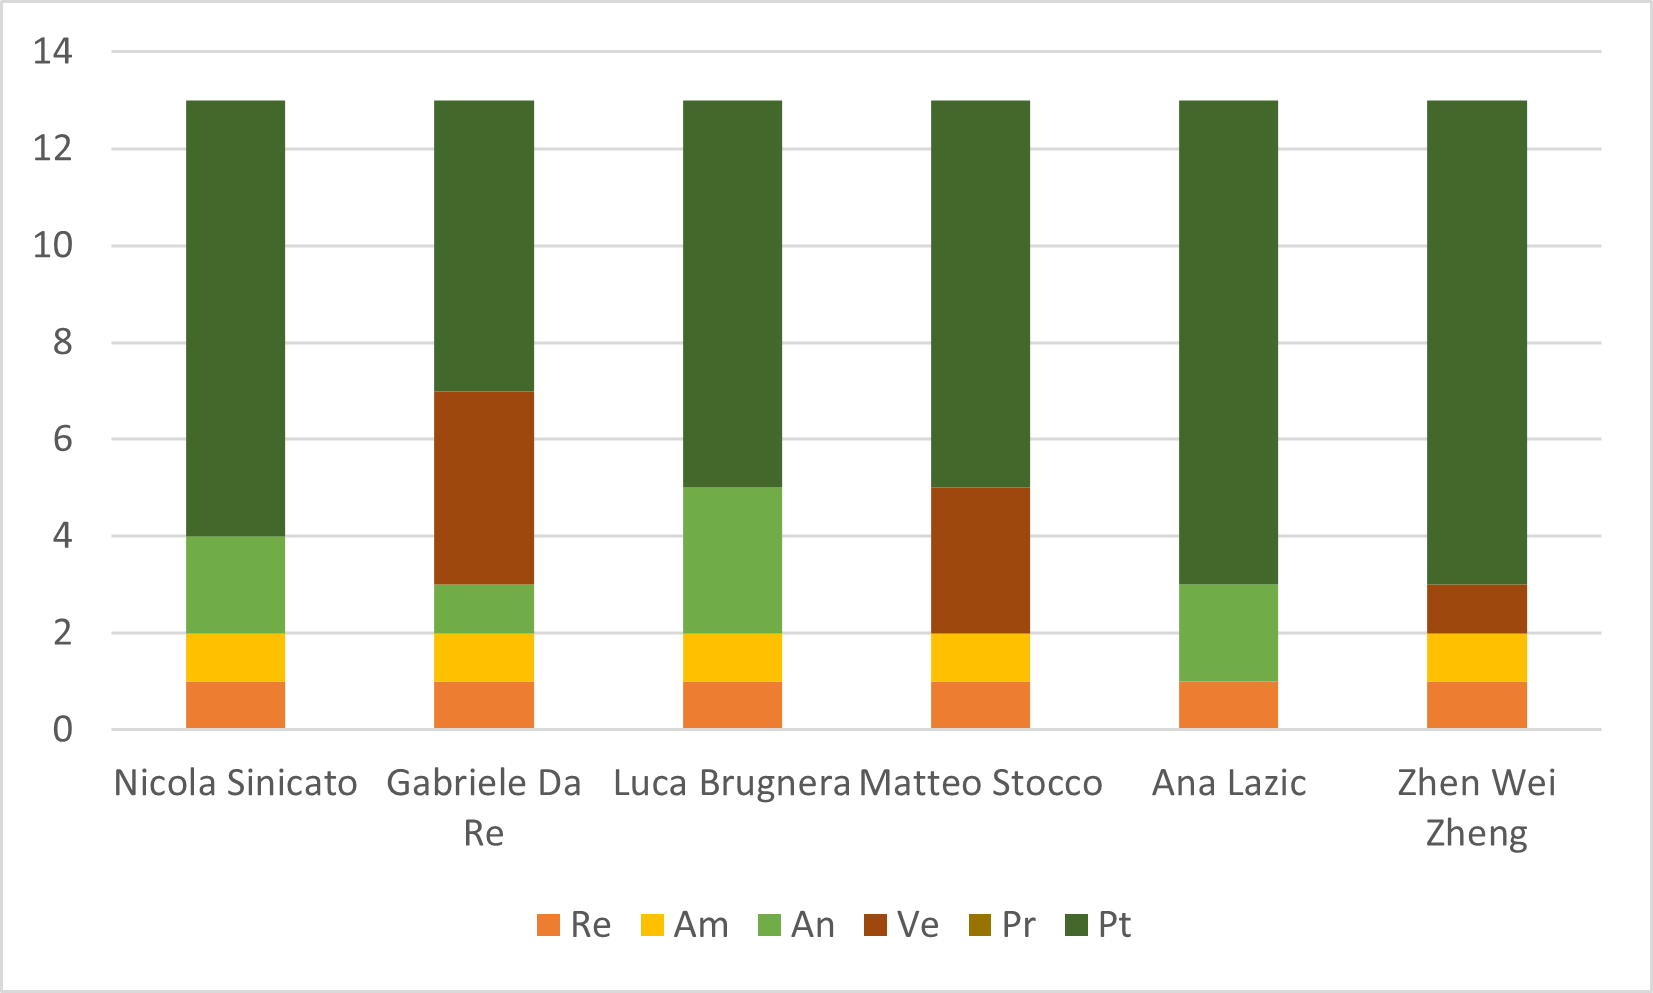 14
12
10
8
6
4
2
0
Nicola Sinicato
Gabriele Da
Re
Luca Brugnera
Matteo Stocco
Ana Lazic
Zhen Wei
Zheng
Re Am An Ve Pr Pt